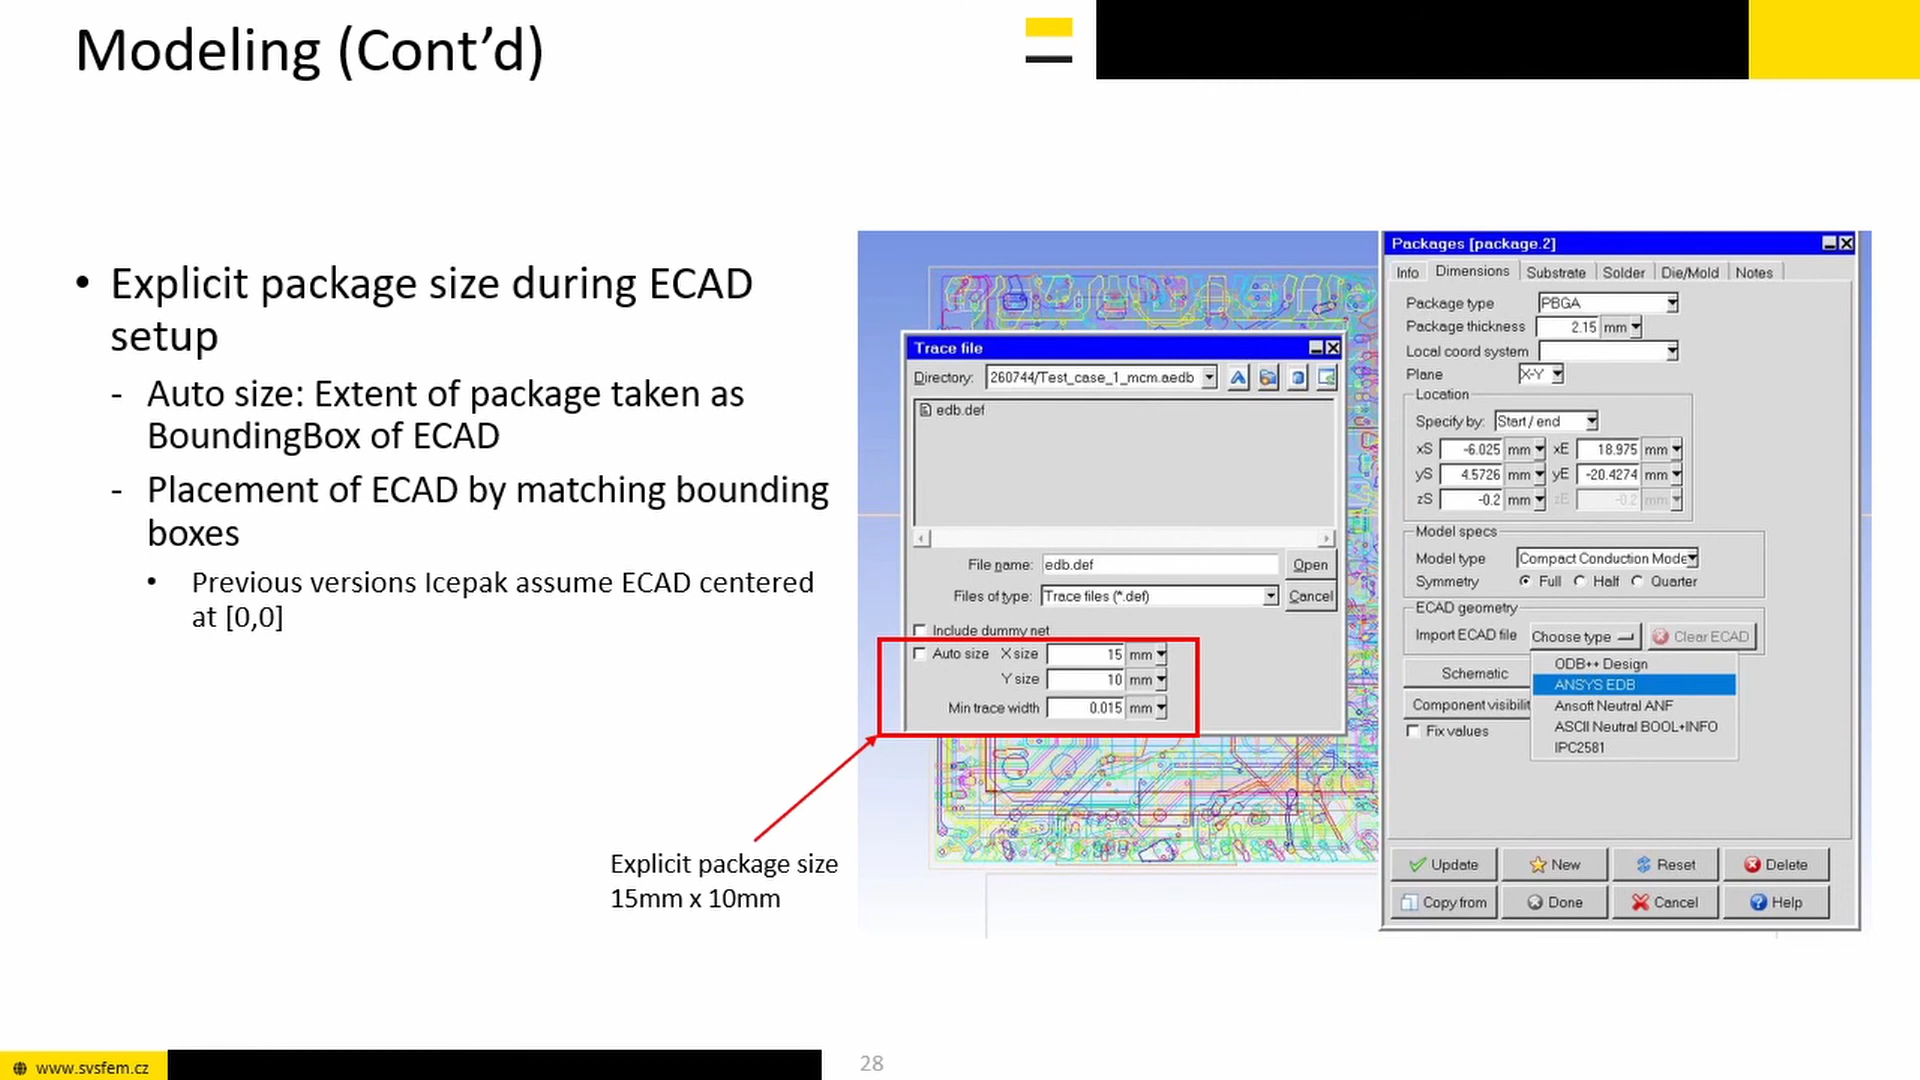 Modeling (Cont’d)
• Explicit package size during ECAD
setup
- Auto size: Extent of package taken as
BoundingBox of ECAD
- Placement of ECAD by matching bounding
boxes
• Previous versions Icepak assume ECAD centered
at [0,0]
Explicit package size
15mm x 10mm
Trace file
Directory: 260744/Test_case_1_mcm.aedb
edb.def
File name: edb.def Open
Files of type: Trace files (*.def) Cancel
Include dummy net
Auto size X size 15 mm
Y size 10 mm
Min trace width 0.015 mm
Packages [package.2]
Info Dimensions Substrate Solder Die/Mold Notes
Package type PBGA
Package thickness 2.15 mm
Local coord system
Plane X-Y
Location
Specify by: Start / end
xS -6.025 mm xE 18.975 mm
yS 4.5726 mm yE -20.4274 mm
zS -0.2 mm zE -0.2 mm
Model specs
Model type Compact Conduction Mode
Symmetry Full Half Quarter
ECAD geometry
Import ECAD file Choose type Clear ECAD
Schematic ODB++ Design
ANSYS EDB
Component visibilit Ansoft Neutral ANF
Fix values ASCII Neutral BOOL+INFO
IPC2581
Update New Reset Delete
Copy from Done Cancel Help
www.svsfem.cz
28